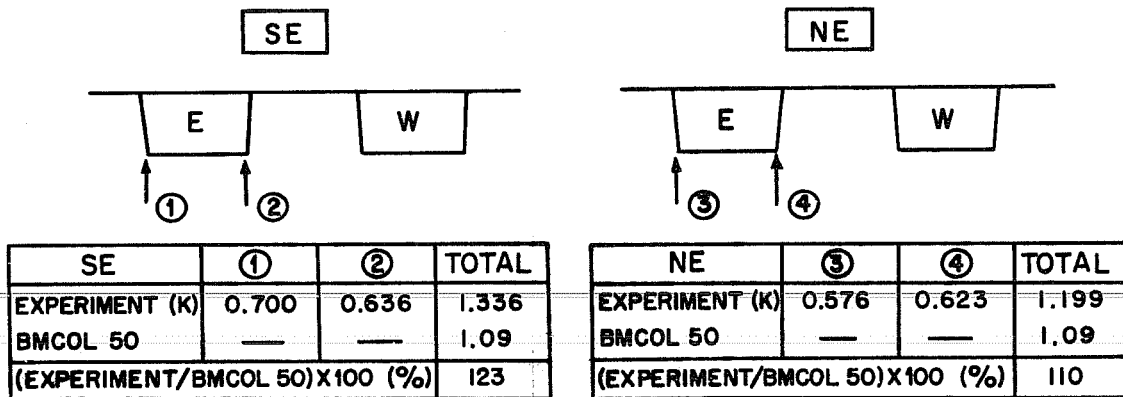 SE
E W
① ②
SE ① ② TOTAL
EXPERIMENT (K) 0.700 0.636 1.336
BMCOL 50 — — 1.09
(EXPERIMENT/BMCOL 50) X 100 (%) 123
NE
E W
③ ④
NE ③ ④ TOTAL
EXPERIMENT (K) 0.576 0.623 1.199
BMCOL 50 — — 1.09
(EXPERIMENT/BMCOL 50) X 100 (%) 110